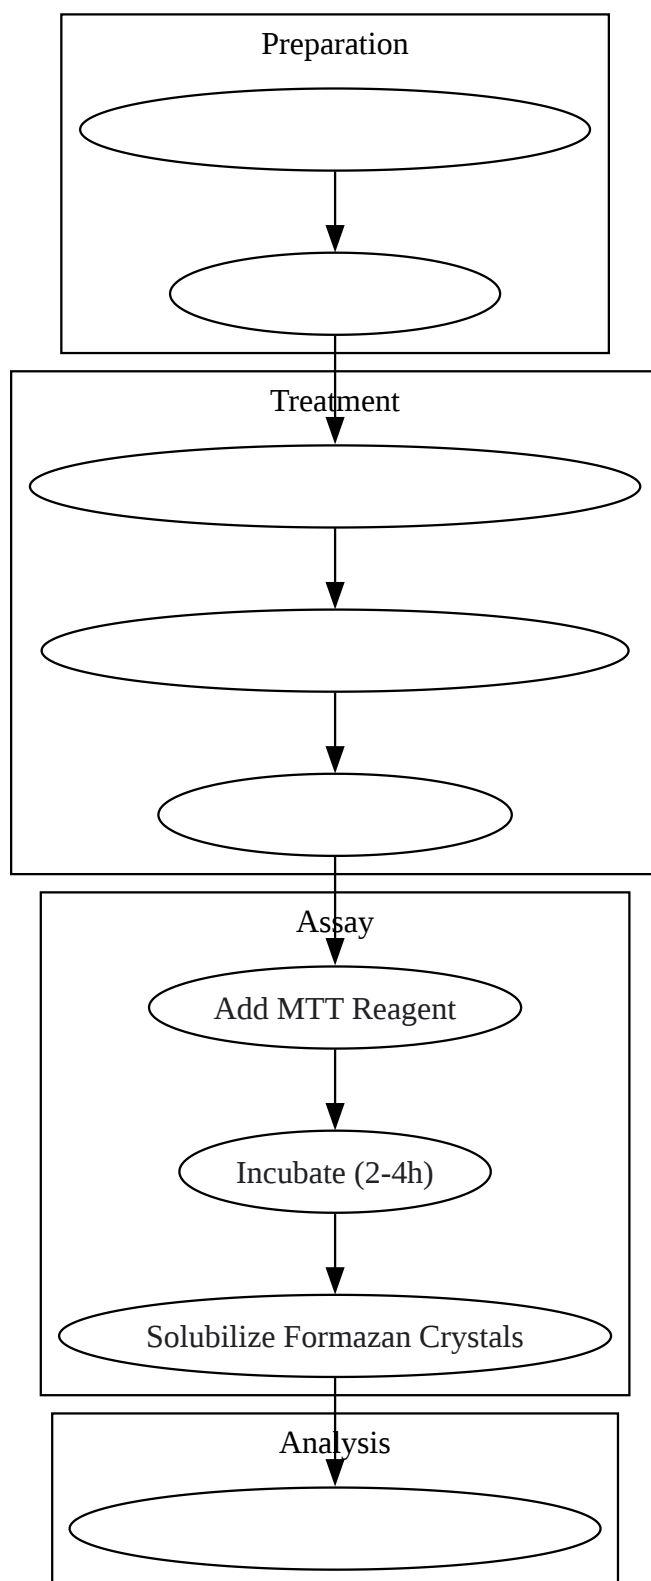 Preparation
Treatment
Assay
Add MTT Reagent
Incubate (2-4h)
Solubilize Formazan Crystals
Analysis